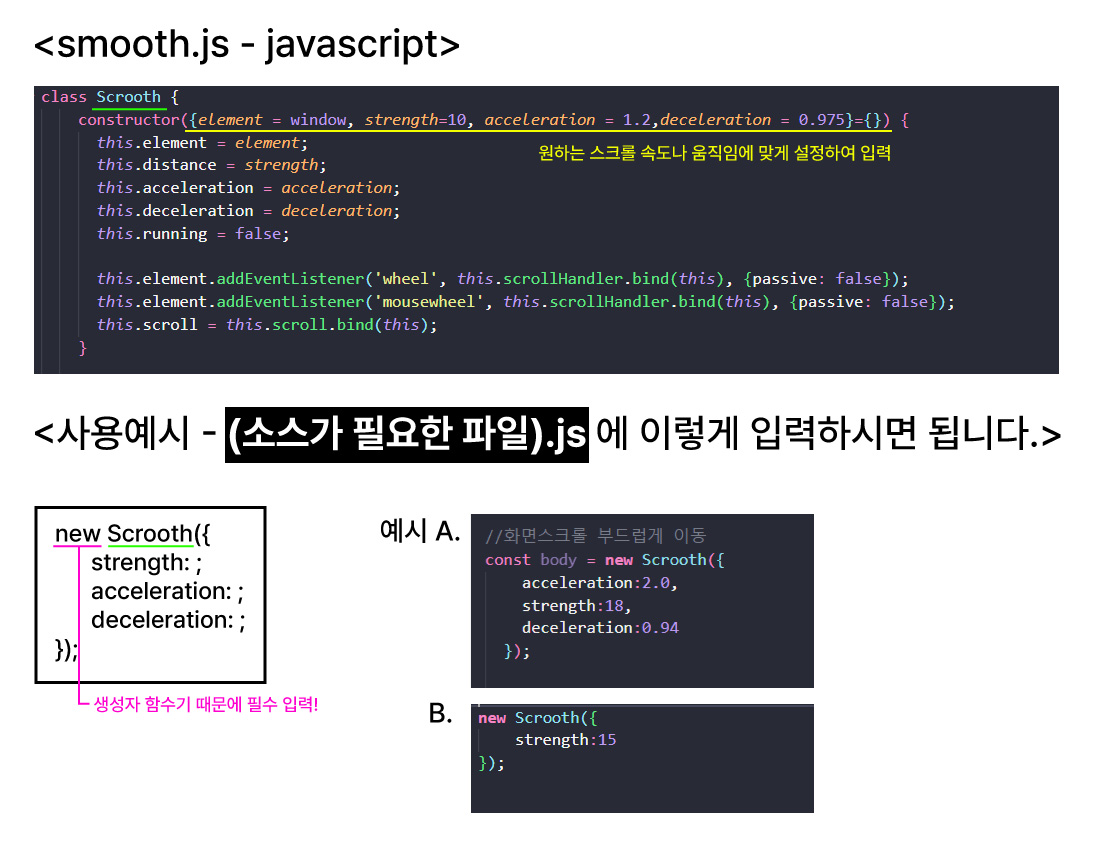 <smooth.js - javascript>
class Scrooth {
constructor({element = window, strength=10, acceleration = 1.2,deceleration = 0.975}={}) {
this.element = element;
원하는 스크롤 속도나 움직임에 맞게 설정하여 입력
this.distance = strength;
this.acceleration = acceleration;
this.deceleration = deceleration;
this.running = false;
this.element.addEventListener('wheel', this.scrollHandler.bind(this), {passive: false});
this.element.addEventListener('mousewheel', this.scrollHandler.bind(this), {passive: false});
this.scroll = this.scroll.bind(this);
}
<사용예시 - (소스가 필요한 파일).js 에 이렇게 입력하시면 됩니다.>
new Scrooth({
strength: ;
acceleration: ;
deceleration: ;
});
생성자 함수기 때문에 필수 입력!
예시 A.
//화면스크롤 부드럽게 이동
const body = new Scrooth({
acceleration:2.0,
strength:18,
deceleration:0.94
});
B.
new Scrooth({
strength:15
});